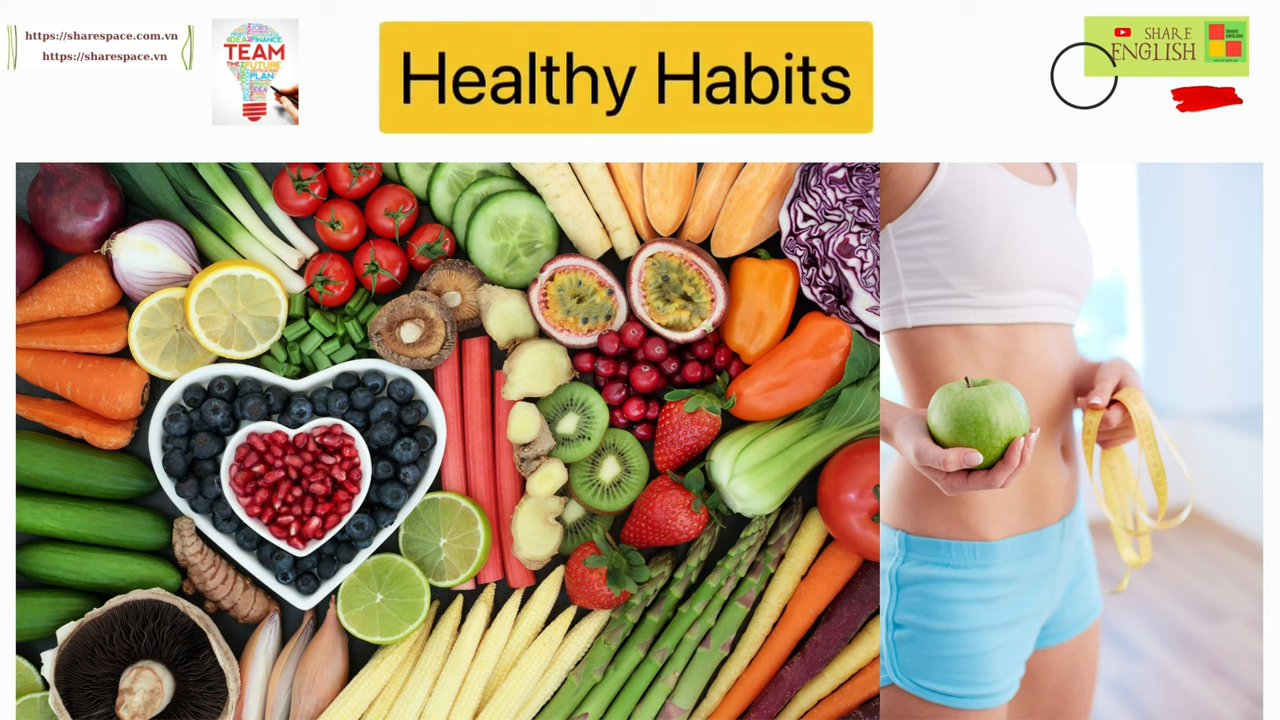 https://sharespace.com.vn
https://sharespace.vn
TEAM
FUTURE
PLAN
Healthy Habits
SHARE
ENGLISH